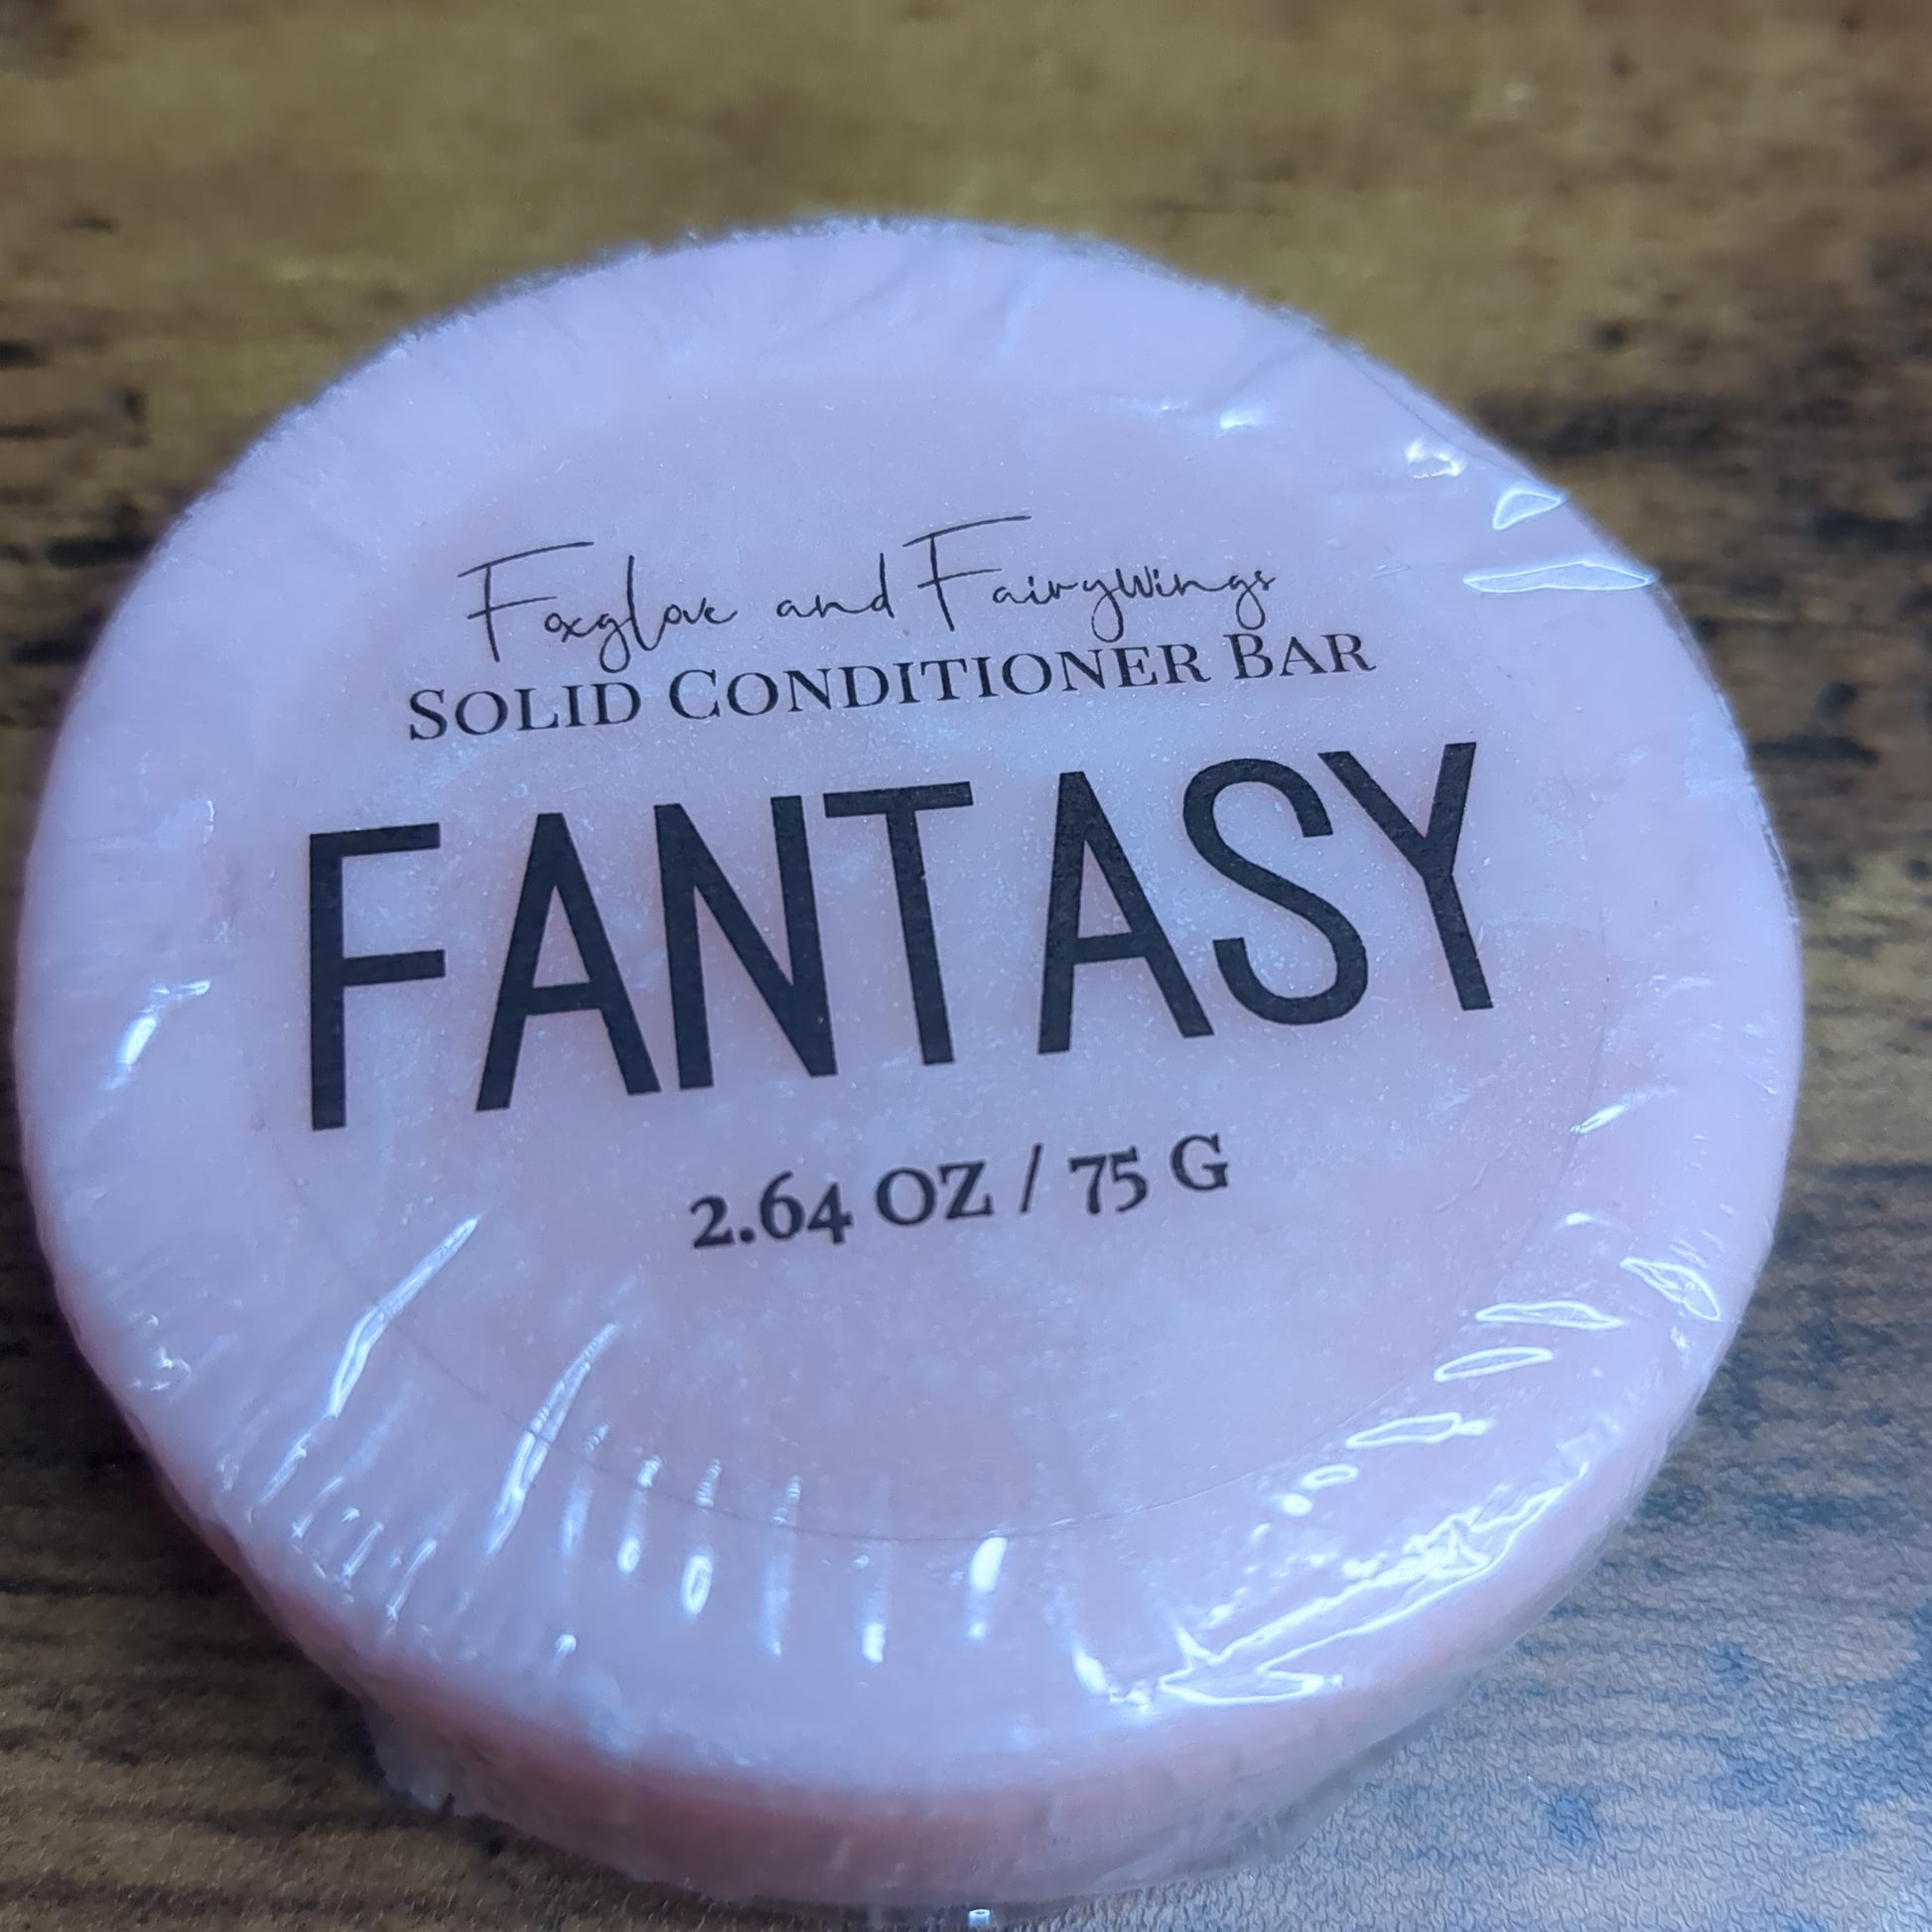 Foxglove and Fairywings
SOLID CONDITIONER BAR
FANTASY
2.64 OZ / 75 G